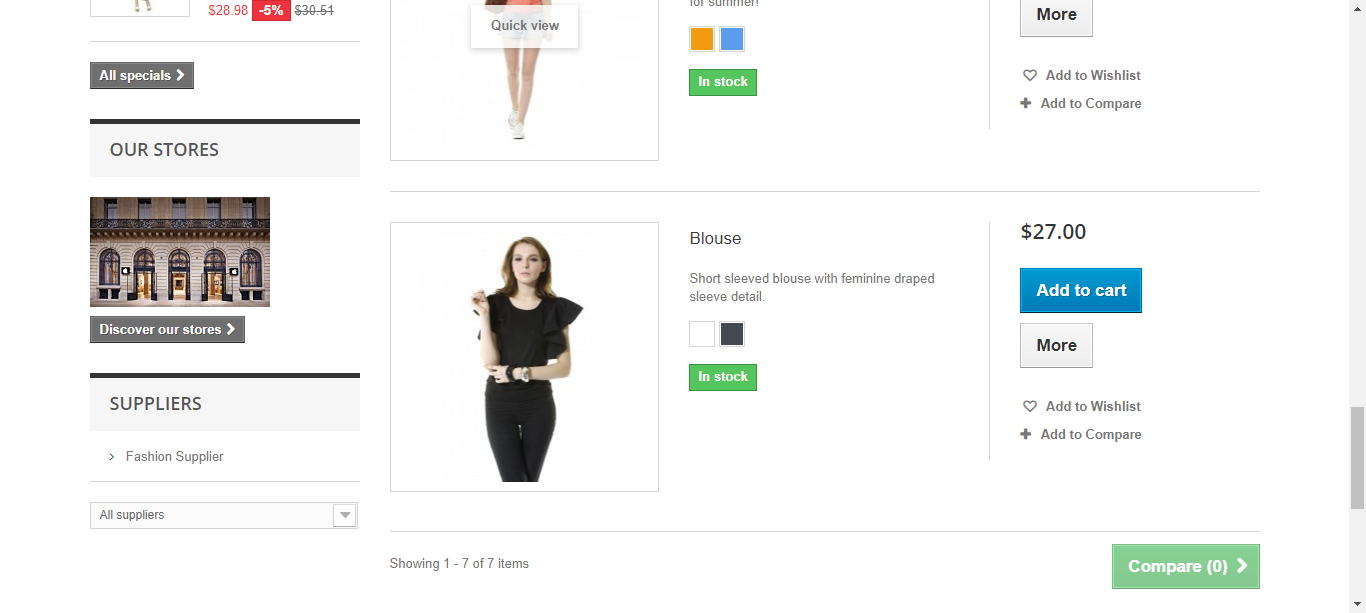 $28.98 -5% $30.51
All specials
OUR STORES
Discover our stores
SUPPLIERS
Fashion Supplier
All suppliers
Quick view
for summer!
In stock
More
Add to Wishlist
Add to Compare
Blouse
Short sleeved blouse with feminine draped
sleeve detail.
In stock
$27.00
Add to cart
More
Add to Wishlist
Add to Compare
Showing 1 - 7 of 7 items
Compare (0)